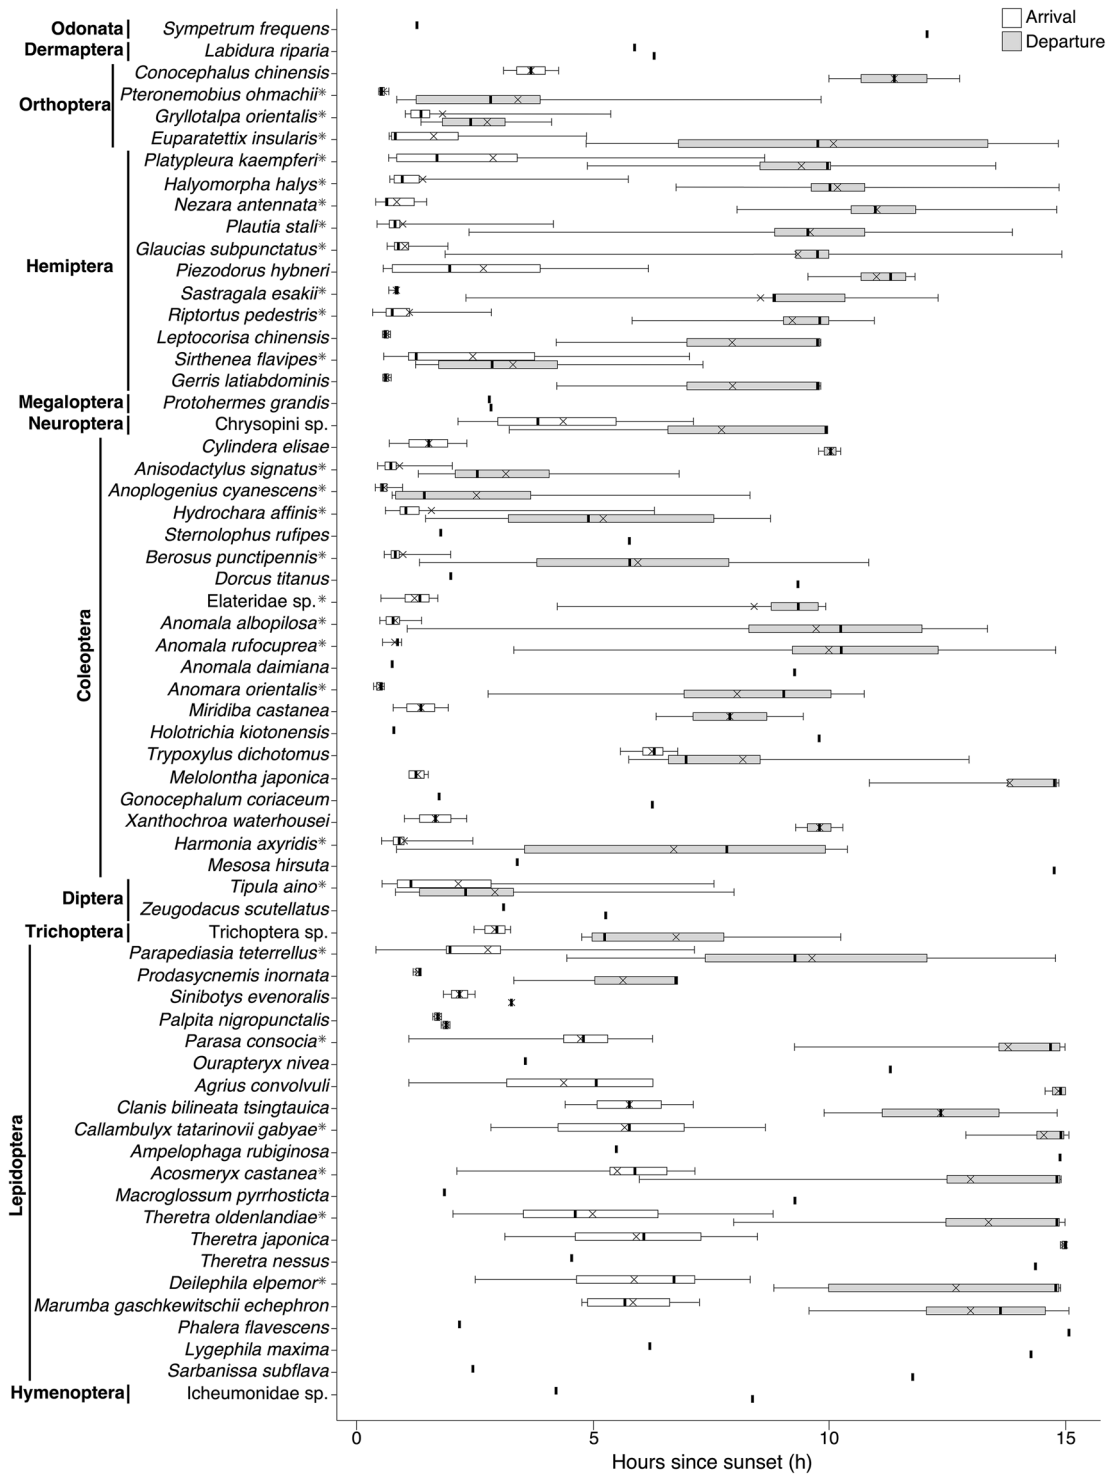 Arrival
Departure
Odonata
Sympetrum frequens
Dermaptera
Labidura riparia
Orthoptera
Conocephalus chinensis
Pteronemobius ohmachii*
Gryllotalpa orientalis*
Euparatettix insularis*
Hemiptera
Platypleura kaempferi*
Halyomorpha halys*
Nezara antennata*
Plautia stali*
Glaucias subpunctatus*
Piezodorus hybneri
Sastragala esakii*
Riptortus pedestris*
Leptocorisa chinensis
Sirthenea flavipes*
Gerris latiabdominis
Megaloptera
Protohermes grandis
Neuroptera
Chrysopini sp.
Coleoptera
Cylindera elisae
Anisodactylus signatus*
Anoplogenius cyanescens*
Hydrochara affinis*
Sternolophus rufipes
Berosus punctipennis*
Dorcus titanus
Elateridae sp.*
Anomala albopilosa*
Anomala rufocuprea*
Anomala daimiana
Anomara orientalis*
Miridiba castanea
Holotrichia kiotonensis
Trypoxylus dichotomus
Melolontha japonica
Gonocephalum coriaceum
Xanthochroa waterhousei
Harmonia axyridis*
Mesosa hirsuta
Diptera
Tipula aino*
Zeugodacus scutellatus
Trichoptera
Trichoptera sp.
Lepidoptera
Parapediasia teterrellus*
Prodasycnemis inornata
Sinibotys evenoralis
Palpita nigropunctalis
Parasa consocia*
Ourapteryx nivea
Agrius convolvuli
Clanis bilineata tsingtauica
Callambulyx tatarinovii gabyae*
Ampelophaga rubiginosa
Acosmeryx castanea*
Macroglossum pyrrhosticta
Theretra oldenlandiae*
Theretra japonica
Theretra nessus
Deilephila elpemor*
Marumba gaschkewitschii echephron
Phalera flavescens
Lygephila maxima
Sarbanissa subflava
Hymenoptera
Icheumonidae sp.
0 5 10 15
Hours since sunset (h)